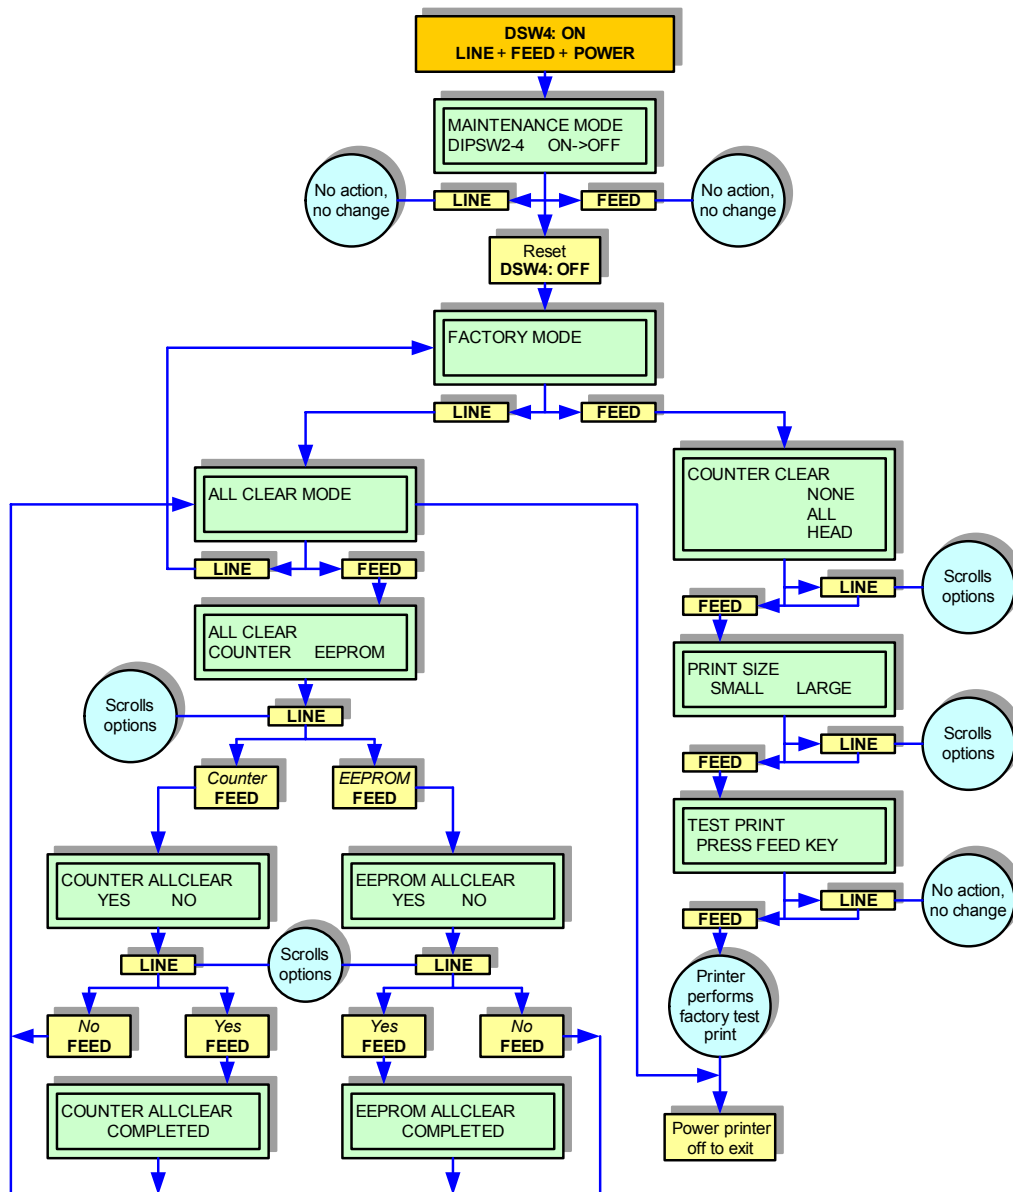 DSW4: ON
LINE + FEED + POWER
MAINTENANCE MODE
DIPSW2-4 ON->OFF
No action,
no change
LINE
FEED
No action,
no change
Reset
DSW4: OFF
FACTORY MODE
LINE
FEED
ALL CLEAR MODE
LINE
FEED
ALL CLEAR
COUNTER EEPROM
Scrolls
options
LINE
Counter
FEED
EEPROM
FEED
COUNTER ALLCLEAR
YES NO
EEPROM ALLCLEAR
YES NO
LINE
Scrolls
options
LINE
No
FEED
Yes
FEED
Yes
FEED
No
FEED
COUNTER ALLCLEAR
COMPLETED
EEPROM ALLCLEAR
COMPLETED
COUNTER CLEAR
NONE
ALL
HEAD
LINE
Scrolls
options
FEED
PRINT SIZE
SMALL LARGE
LINE
Scrolls
options
FEED
TEST PRINT
PRESS FEED KEY
LINE
No action,
no change
FEED
Printer
performs
factory test
print
Power printer
off to exit